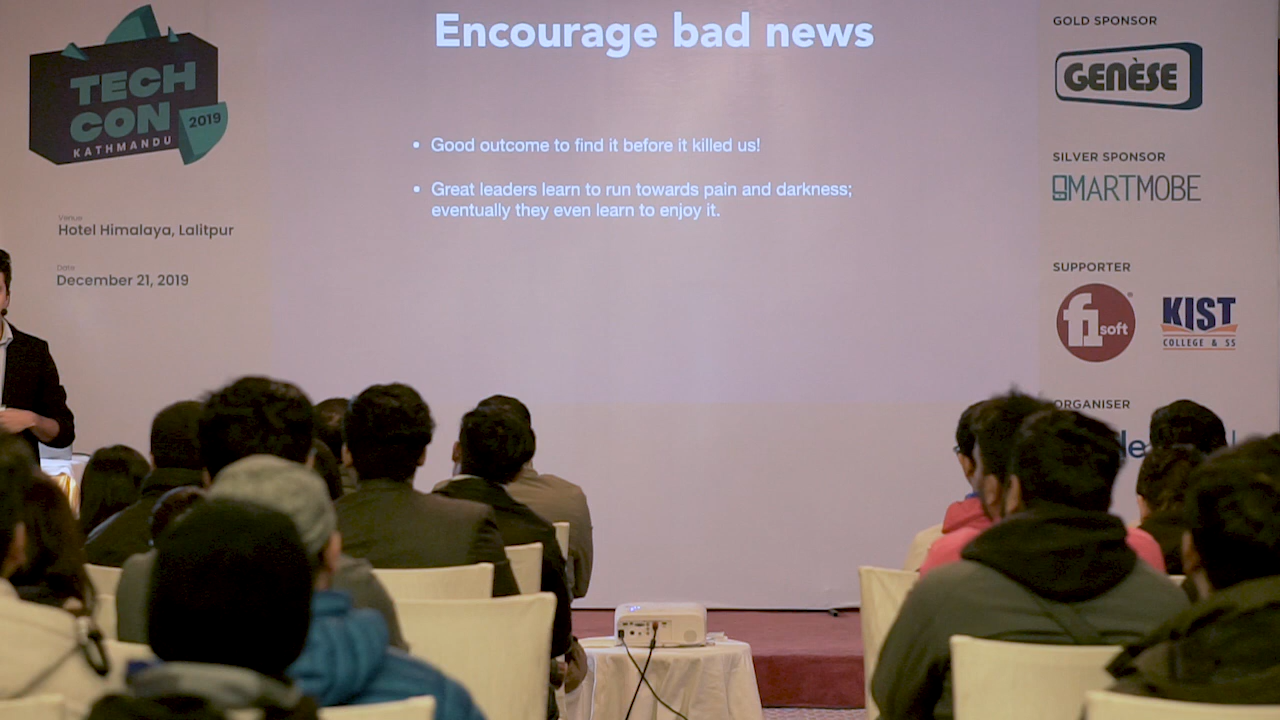 Encourage bad news
• Good outcome to find it before it killed us!
• Great leaders learn to run towards pain and darkness;
eventually they even learn to enjoy it.
TECH
CON
KATHMANDU
2019
Venue
Hotel Himalaya, Lalitpur
Date
December 21, 2019
GOLD SPONSOR
GENÈSE
SILVER SPONSOR
SMARTMOBE
SUPPORTER
f1 soft
KIST
COLLEGE & SS
ORGANISER